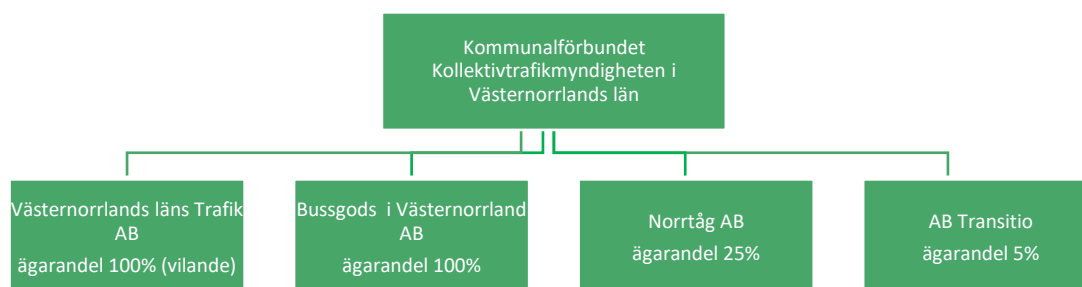 Kommunalförbundet
Kollektivtrafikmyndigheten i
Västernorrlands län
Västernorrlands läns Trafik
AB
ägarandel 100% (vilande)
Bussgods i Västernorrland
AB
ägarandel 100%
Norrtåg AB
ägarandel 25%
AB Transitio
ägarandel 5%